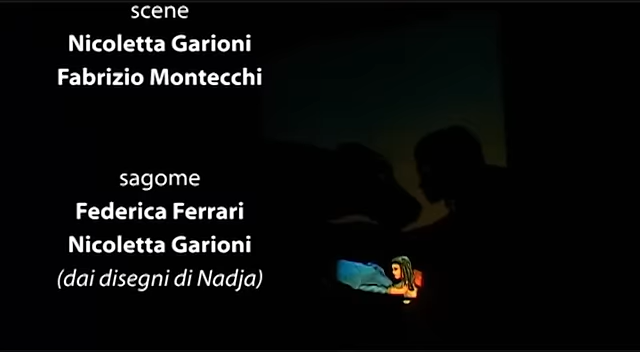 scene
Nicoletta Garioni
Fabrizio Montecchi
sagome
Federica Ferrari
Nicoletta Garioni
(dai disegni di Nadja)